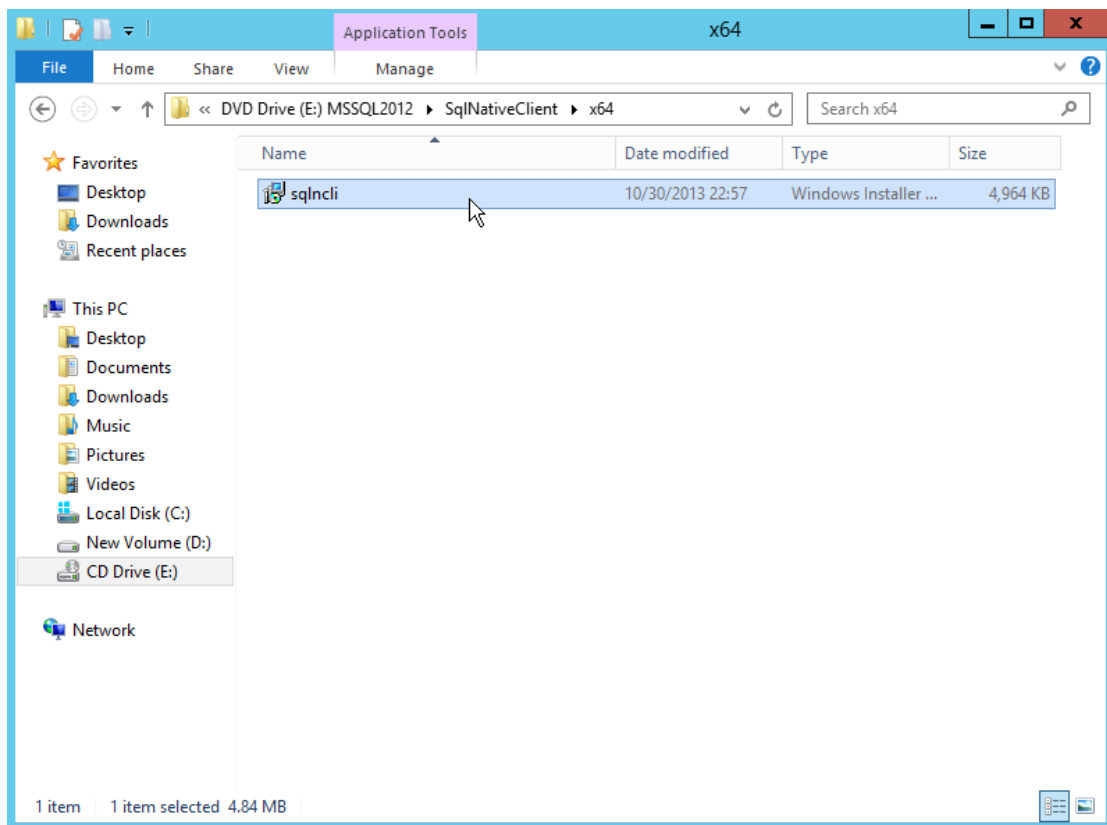 Application Tools
x64
File
Home
Share
View
Manage
« DVD Drive (E:) MSSQL2012 ▸ SqlNativeClient ▸ x64
Search x64
Name
Date modified
Type
Size
sqlncli
10/30/2013 22:57
Windows Installer ...
4,964 KB
Favorites
Desktop
Downloads
Recent places
This PC
Desktop
Documents
Downloads
Music
Pictures
Videos
Local Disk (C:)
New Volume (D:)
CD Drive (E:)
Network
1 item
1 item selected 4.84 MB